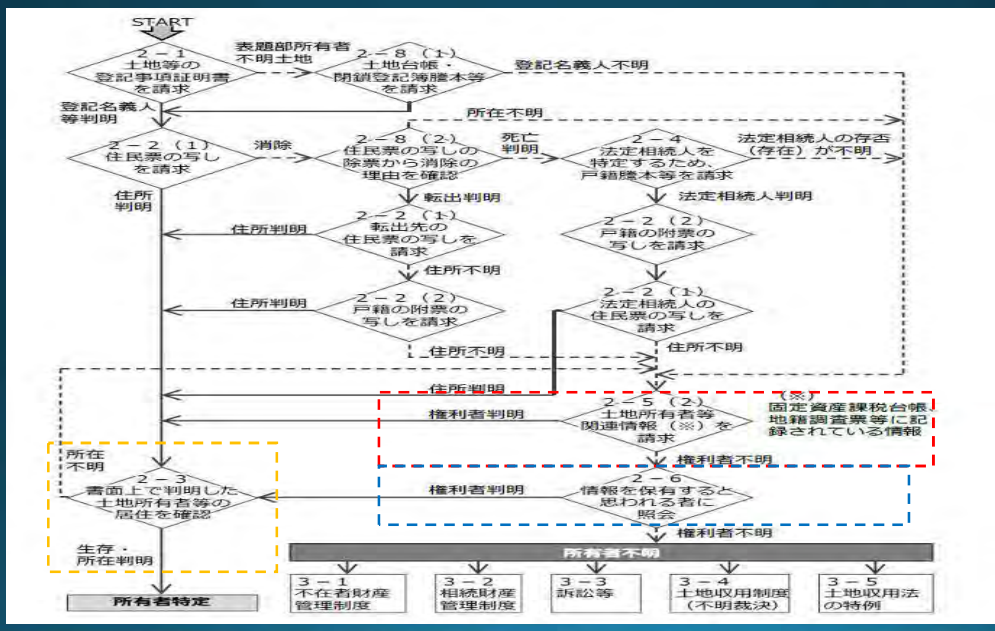 START
2－1
土地等の
登記事項証明書
を請求
表題部所有者
不明土地
2－8（1）
土地台帳・
閉鎖登記簿謄本等
を請求
登記名義人不明
登記名義人
等判明
所在不明
2－2（1）
住民票の写し
を請求
消除
2－8（2）
住民票の写しの
除票から消除の
理由を確認
死亡
判明
2－4
法定相続人を
特定するため、
戸籍謄本等を請求
法定相続人の存否
（存在）が不明
住所
判明
転出判明
法定相続人判明
住所判明
2－2（1）
転出先の
住民票の写しを
請求
2－2（2）
戸籍の附票の
写しを請求
住所不明
住所判明
2－2（2）
戸籍の附票の
写しを請求
2－2（1）
法定相続人の
住民票の写しを
請求
住所不明
住所不明
住所判明
権利者判明
2－5（2）
土地所有者等
関連情報（※）を
請求
（※）
固定資産課税台帳、
地籍調査票等に記
録されている情報
権利者不明
所在
不明
2－3
書面上で判明した
土地所有者等の
居住を確認
権利者判明
2－6
情報を保有すると
思われる者に
照会
権利者不明
生存・
所在判明
所有者不明
所有者特定
3－1
不在者財産
管理制度
3－2
相続財産
管理制度
3－3
訴訟等
3－4
土地収用制度
（不明裁決）
3－5
土地収用法
の特例